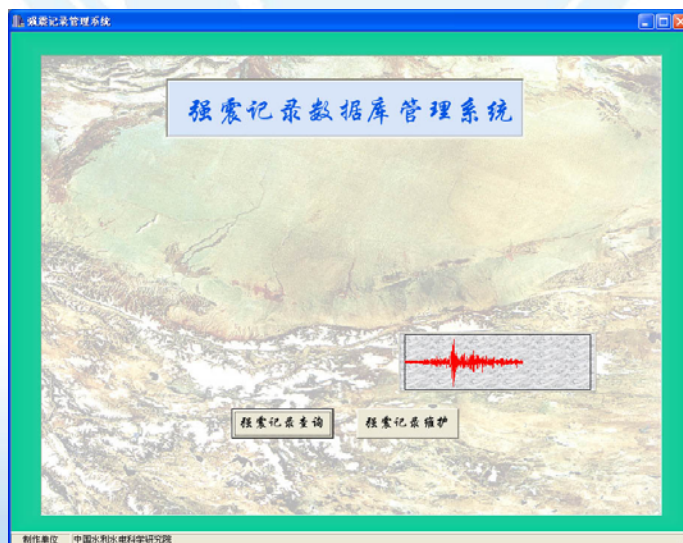 强震记录管理系统
强震记录数据库管理系统
强震记录查询 强震记录维护
制作单位 中国水利水电科学研究院